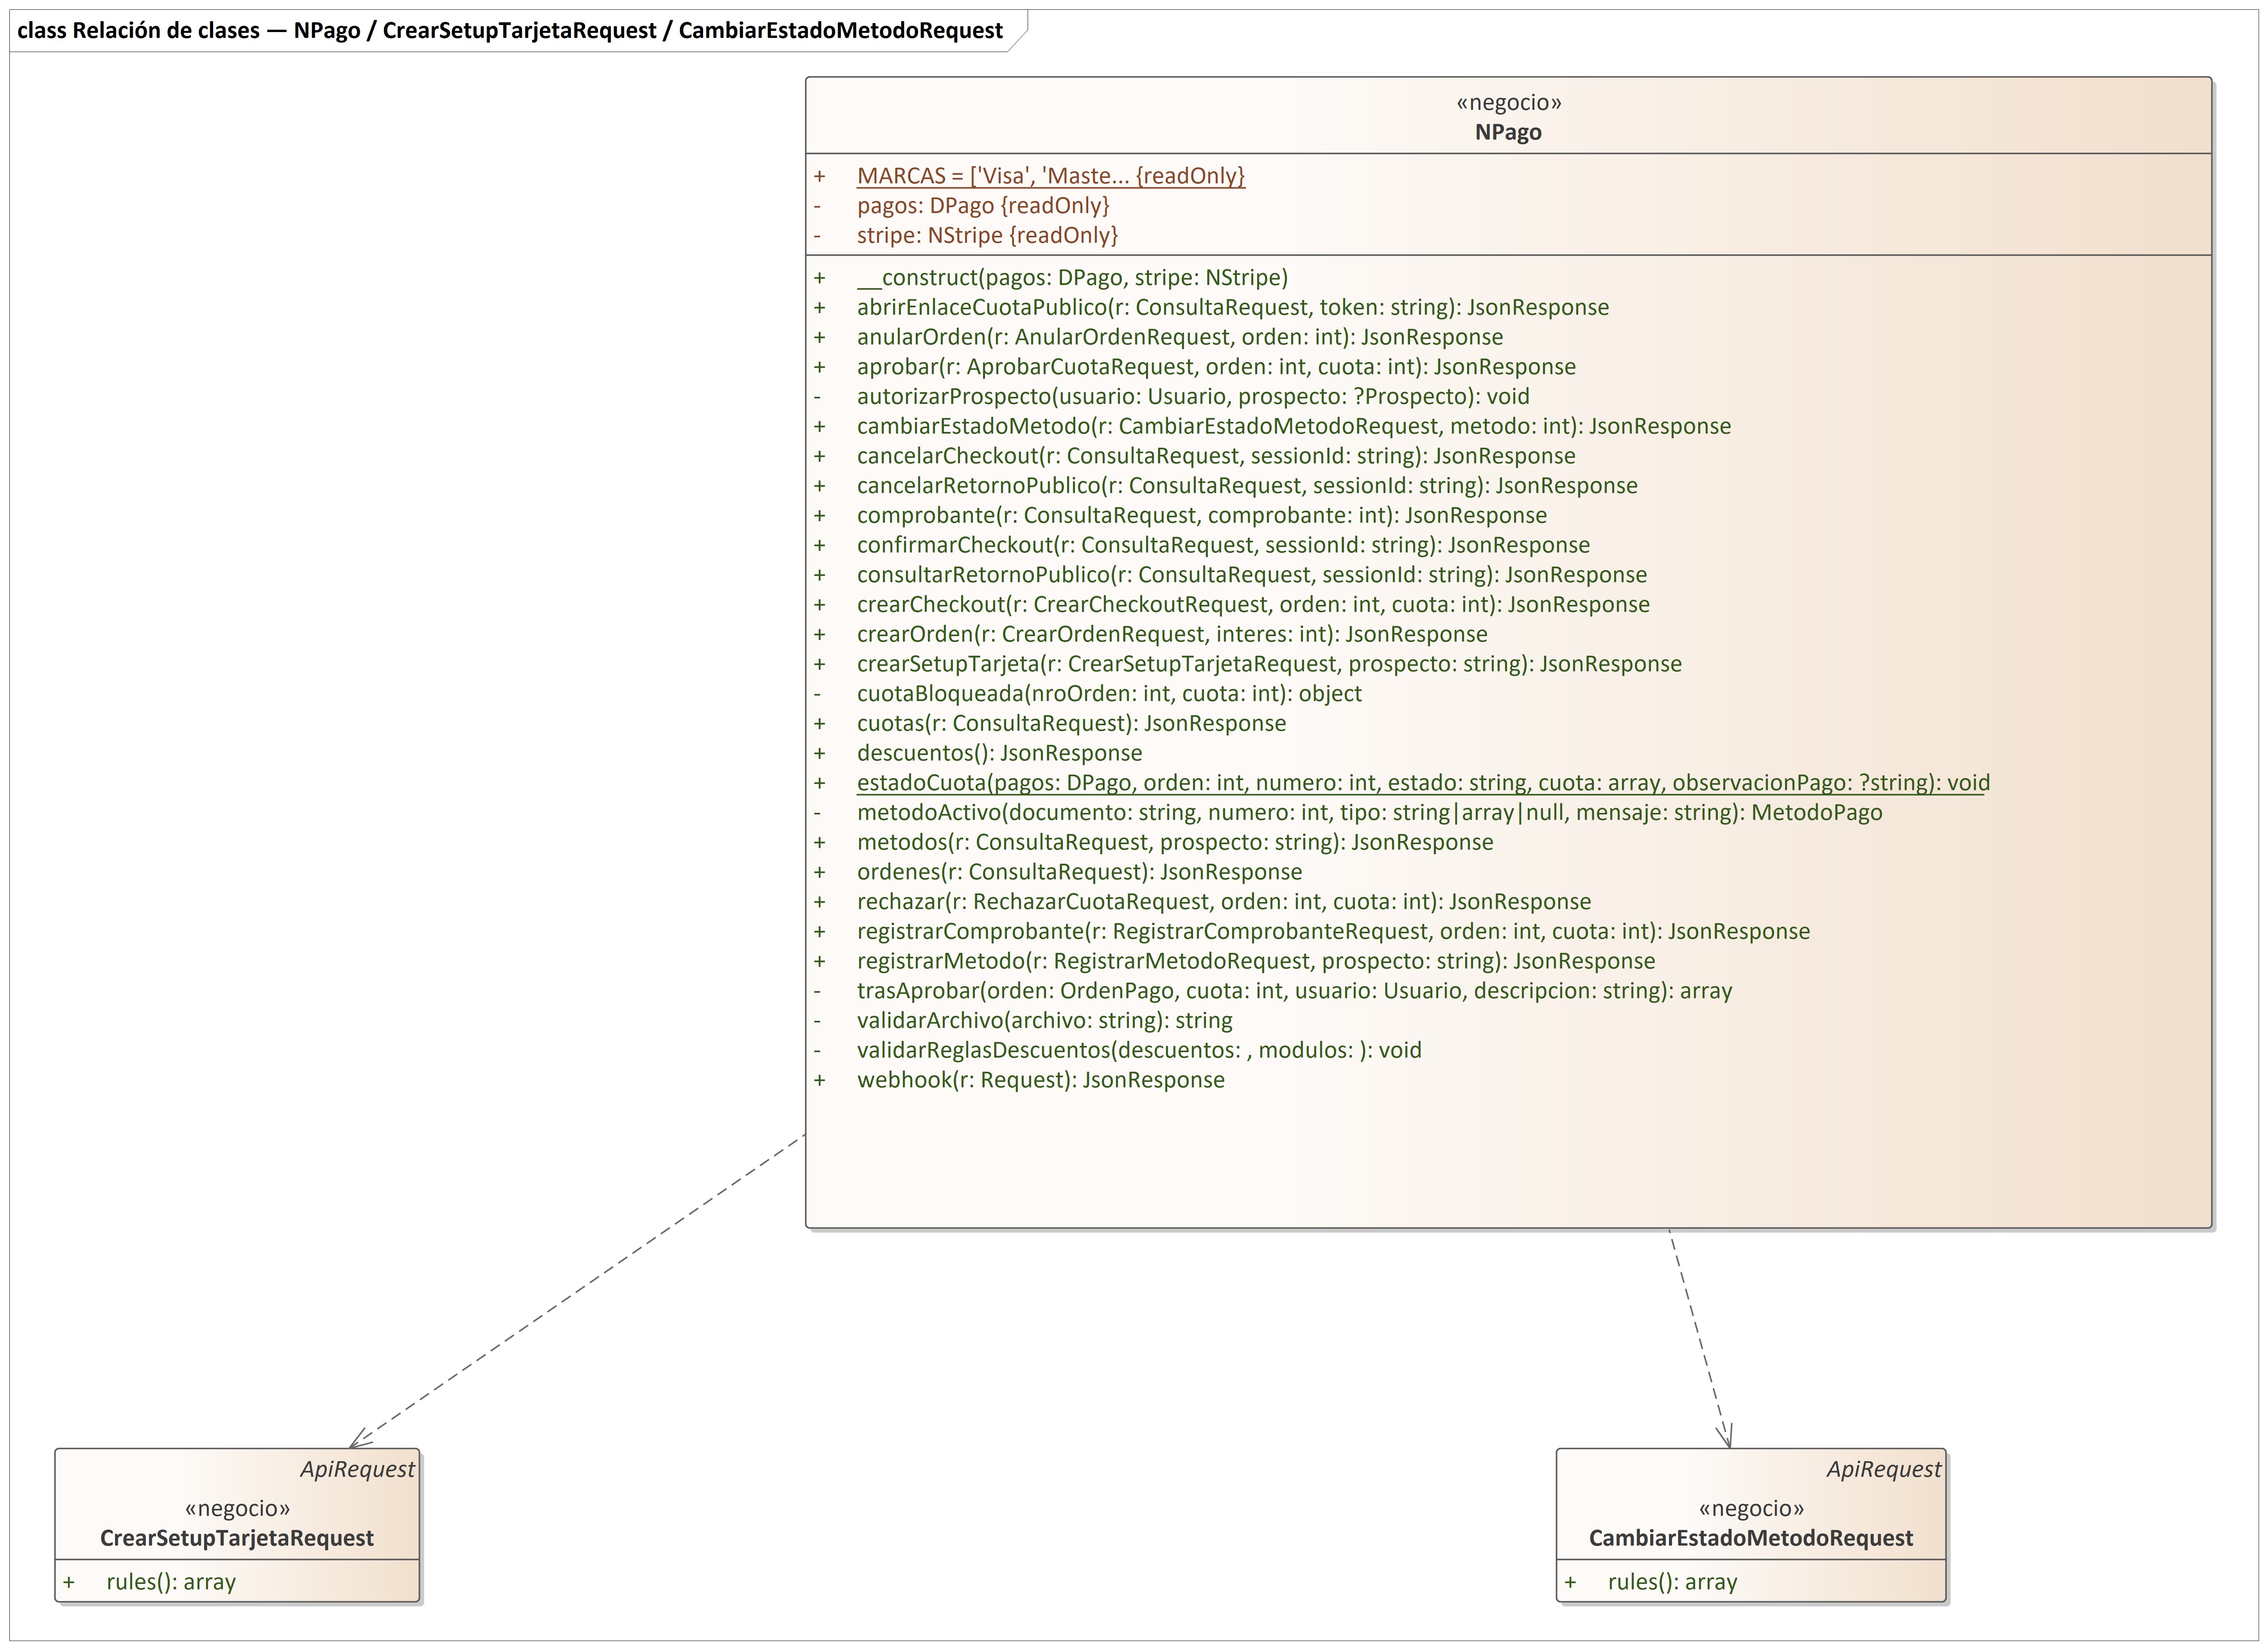 class Relación de clases — NPago / CrearSetupTarjetaRequest / CambiarEstadoMetodoRequest
«negocio»
NPago
+ MARCAS = ['Visa', 'Maste... {readOnly}
- pagos: DPago {readOnly}
- stripe: NStripe {readOnly}
+ __construct(pagos: DPago, stripe: NStripe)
+ abrirEnlaceCuotaPublico(r: ConsultaRequest, token: string): JsonResponse
+ anularOrden(r: AnularOrdenRequest, orden: int): JsonResponse
+ aprobar(r: AprobarCuotaRequest, orden: int, cuota: int): JsonResponse
- autorizarProspecto(usuario: Usuario, prospecto: ?Prospecto): void
+ cambiarEstadoMetodo(r: CambiarEstadoMetodoRequest, metodo: int): JsonResponse
+ cancelarCheckout(r: ConsultaRequest, sessionId: string): JsonResponse
+ cancelarRetornoPublico(r: ConsultaRequest, sessionId: string): JsonResponse
+ comprobante(r: ConsultaRequest, comprobante: int): JsonResponse
+ confirmarCheckout(r: ConsultaRequest, sessionId: string): JsonResponse
+ consultarRetornoPublico(r: ConsultaRequest, sessionId: string): JsonResponse
+ crearCheckout(r: CrearCheckoutRequest, orden: int, cuota: int): JsonResponse
+ crearOrden(r: CrearOrdenRequest, interes: int): JsonResponse
+ crearSetupTarjeta(r: CrearSetupTarjetaRequest, prospecto: string): JsonResponse
- cuotaBloqueada(nroOrden: int, cuota: int): object
+ cuotas(r: ConsultaRequest): JsonResponse
+ descuentos(): JsonResponse
+ estadoCuota(pagos: DPago, orden: int, numero: int, estado: string, cuota: array, observacionPago: ?string): void
- metodoActivo(documento: string, numero: int, tipo: string|array|null, mensaje: string): MetodoPago
+ metodos(r: ConsultaRequest, prospecto: string): JsonResponse
+ ordenes(r: ConsultaRequest): JsonResponse
+ rechazar(r: RechazarCuotaRequest, orden: int, cuota: int): JsonResponse
+ registrarComprobante(r: RegistrarComprobanteRequest, orden: int, cuota: int): JsonResponse
+ registrarMetodo(r: RegistrarMetodoRequest, prospecto: string): JsonResponse
- trasAprobar(orden: OrdenPago, cuota: int, usuario: Usuario, descripcion: string): array
- validarArchivo(archivo: string): string
- validarReglasDescuentos(descuentos: , modulos: ): void
+ webhook(r: Request): JsonResponse
ApiRequest
«negocio»
CrearSetupTarjetaRequest
+ rules(): array
ApiRequest
«negocio»
CambiarEstadoMetodoRequest
+ rules(): array